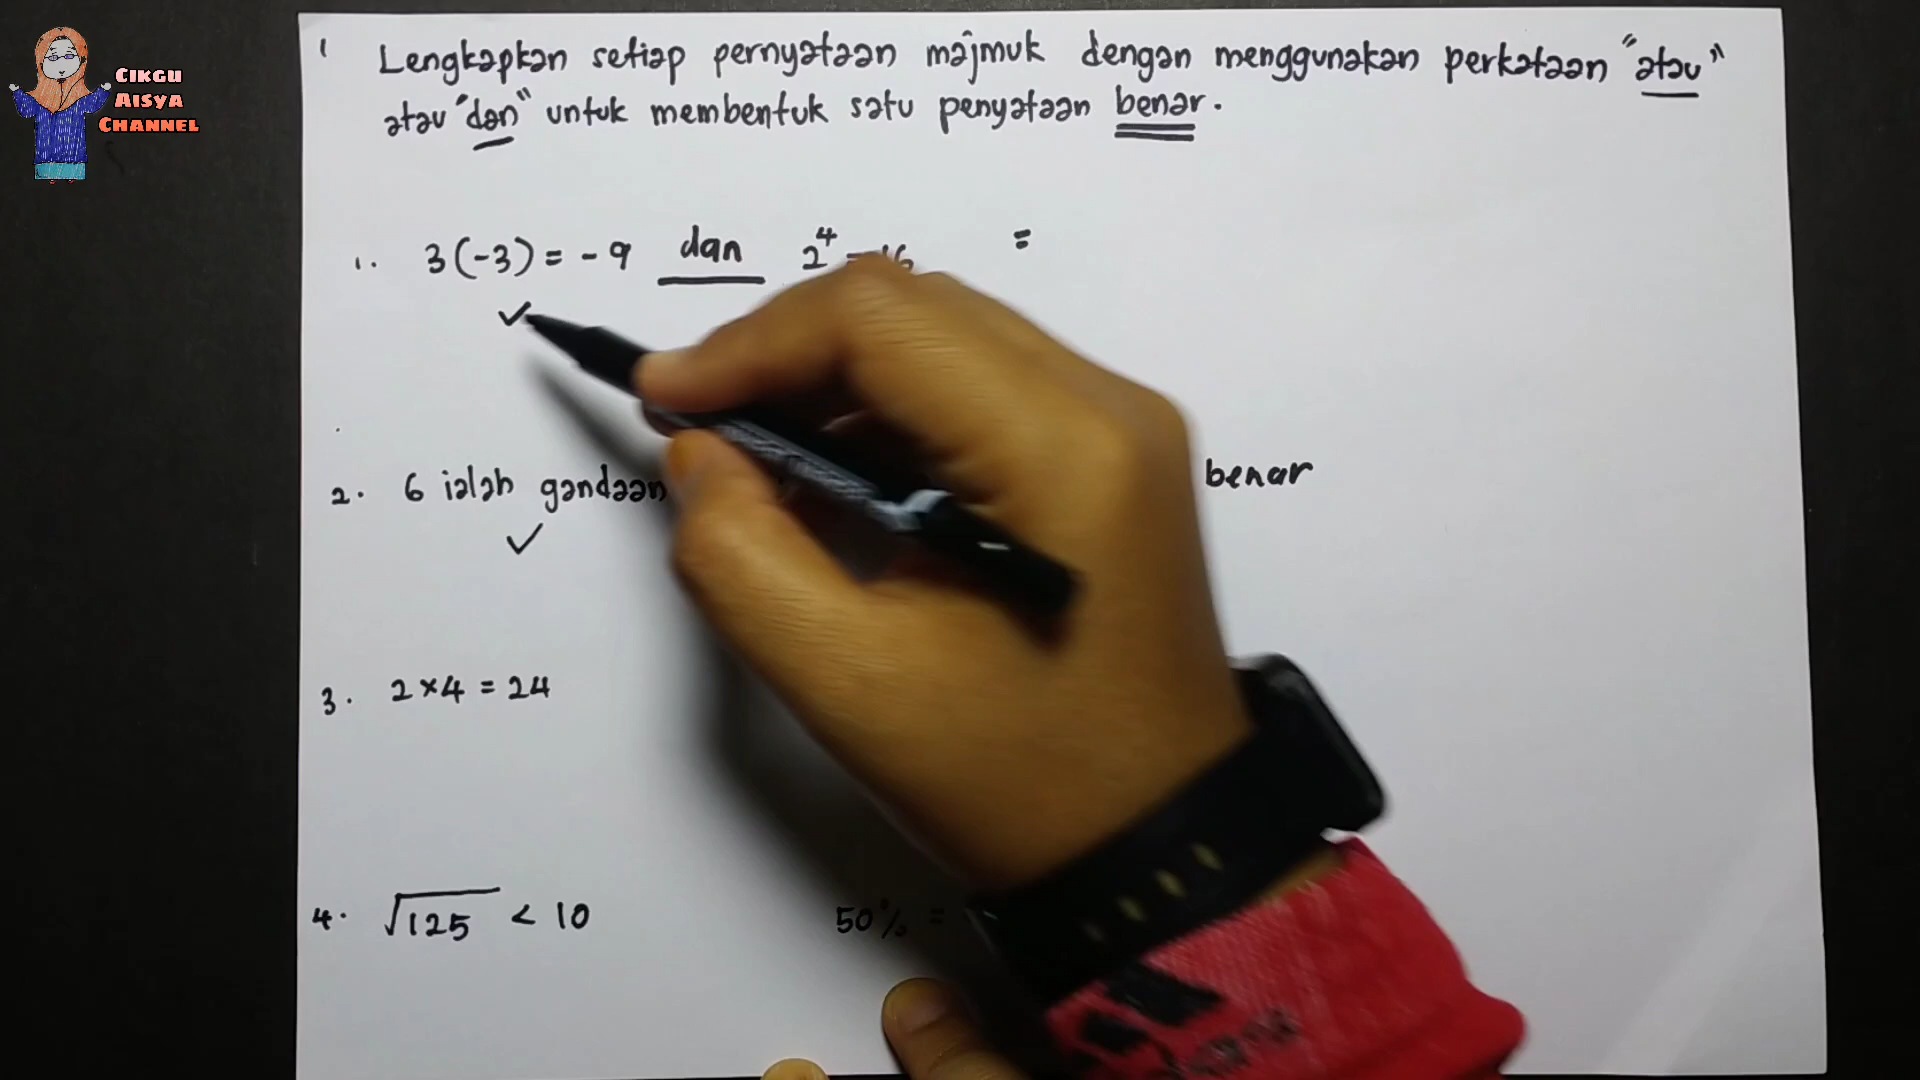 CIKGU
AISYA
CHANNEL
1 Lengkapkan setiap pernyataan majmuk dengan menggunakan perkataan "atau"
atau "dan" untuk membentuk satu penyataan benar.
1. 3(-3) = -9 dan 2⁴ = 16 =
2. 6 ialah gandaan benar
3. 2 × 4 = 24
4. √125 < 10 50% =